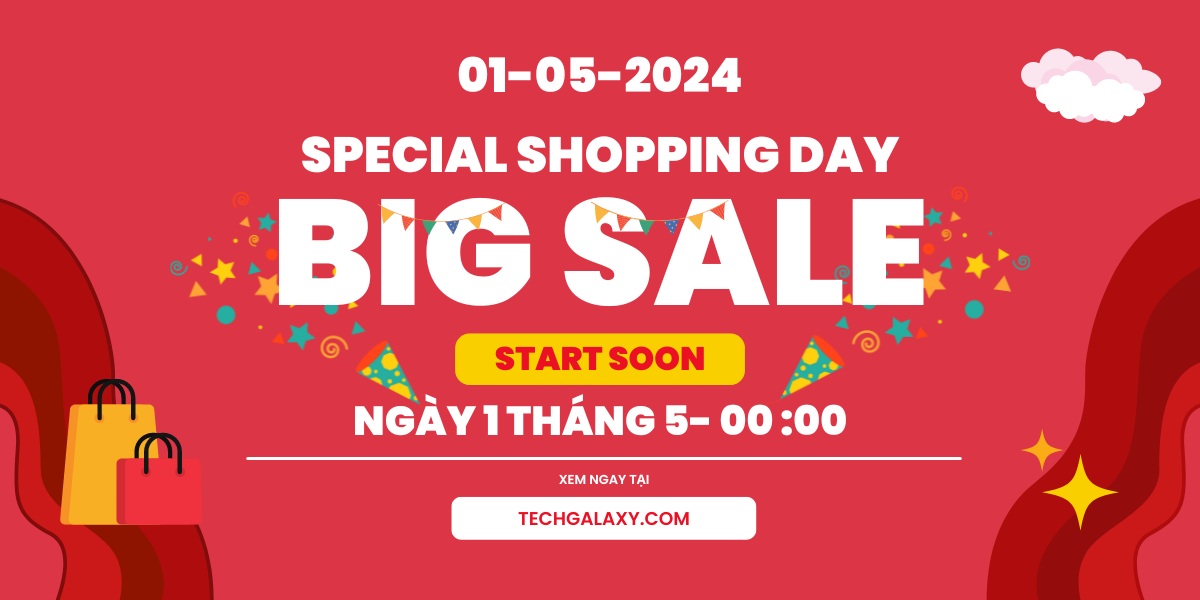 01-05-2024
SPECIAL SHOPPING DAY
BIG SALE
START SOON
NGÀY 1 THÁNG 5- 00 :00
XEM NGAY TẠI
TECHGALAXY.COM